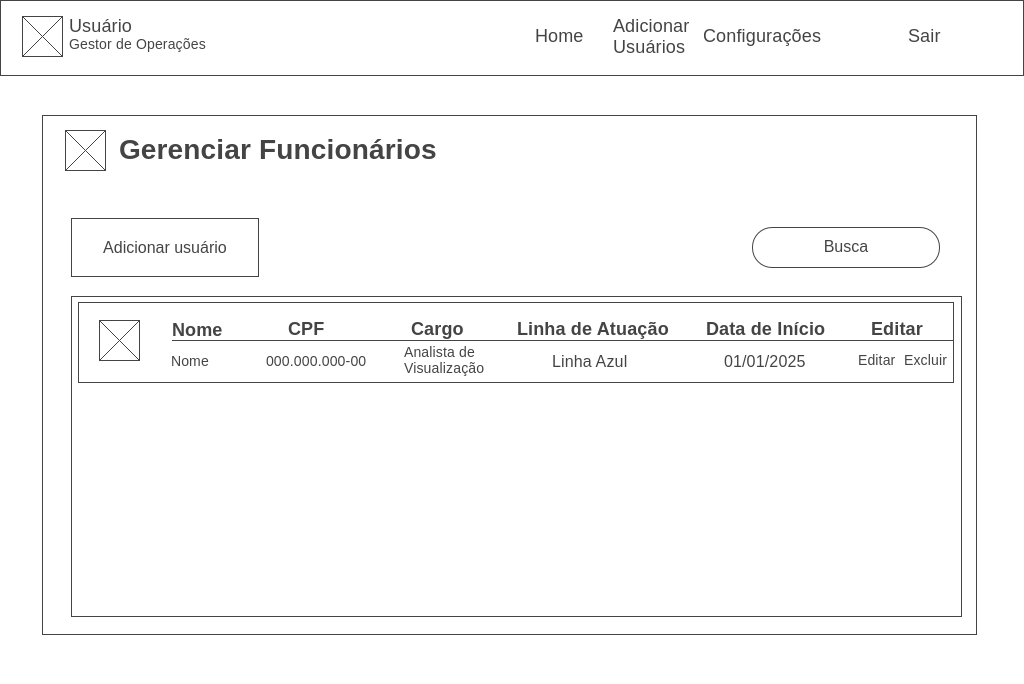 Usuário
Gestor de Operações
Home
Adicionar
Usuários
Configurações
Sair
Gerenciar Funcionários
Adicionar usuário
Busca
Nome CPF Cargo Linha de Atuação Data de Início Editar
Nome 000.000.000-00 Analista de
Visualização Linha Azul 01/01/2025 Editar Excluir